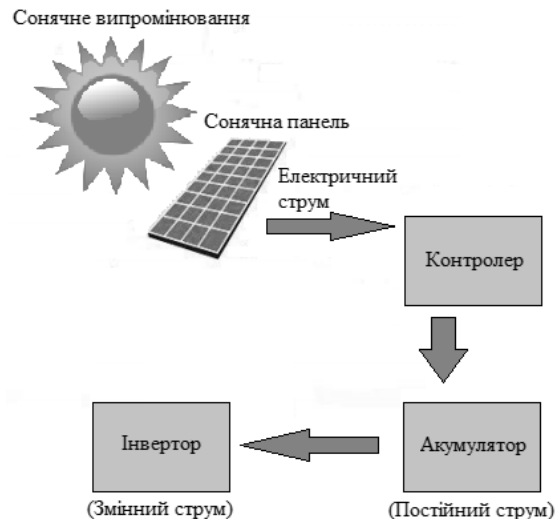 Сонячне випромінювання
Сонячна панель
Електричний
струм
Контролер
Інвертор
Акумулятор
(Змінний струм)
(Постійний струм)